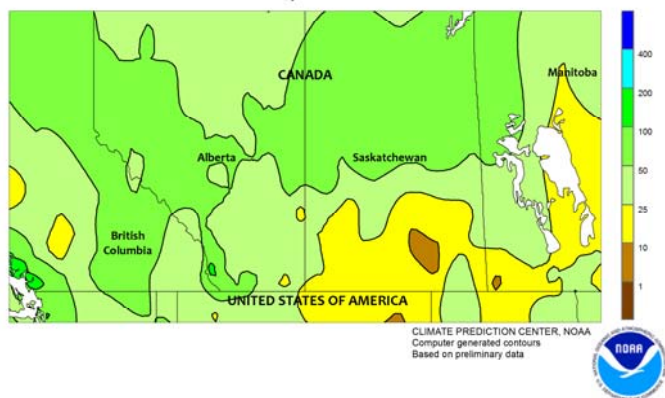 CANADA
Manitoba
Alberta
Saskatchewan
British
Columbia
UNITED STATES OF AMERICA
400
200
100
50
25
10
1
CLIMATE PREDICTION CENTER, NOAA
Computer generated contours
Based on preliminary data
NOAA